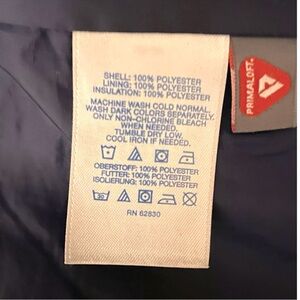 SHELL: 100% POLYESTER
LINING: 100% POLYESTER
INSULATION: 100% POLYESTER
MACHINE WASH COLD NORMAL.
WASH DARK COLORS SEPARATELY.
ONLY NON-CHLORINE BLEACH
WHEN NEEDED.
TUMBLE DRY LOW.
COOL IRON IF NEEDED.
OBERSTOFF: 100% POLYESTER
FUTTER: 100% POLYESTER
ISOLIERUNG: 100% POLYESTER
RN 62830
PRIMALOFT.